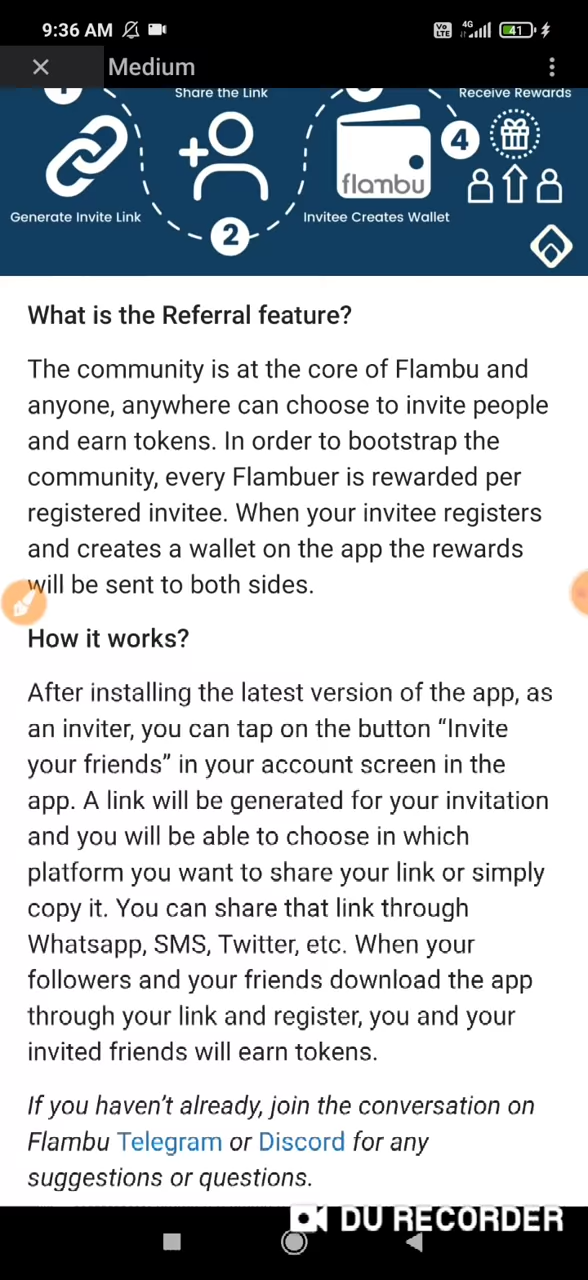 9:36 AM
Vo LTE 4G 41
Medium
1 Share the Link 3 Receive Rewards
4
flambu
Generate Invite Link Invitee Creates Wallet
2
What is the Referral feature?
The community is at the core of Flambu and
anyone, anywhere can choose to invite people
and earn tokens. In order to bootstrap the
community, every Flambuer is rewarded per
registered invitee. When your invitee registers
and creates a wallet on the app the rewards
will be sent to both sides.
How it works?
After installing the latest version of the app, as
an inviter, you can tap on the button “Invite
your friends” in your account screen in the
app. A link will be generated for your invitation
and you will be able to choose in which
platform you want to share your link or simply
copy it. You can share that link through
Whatsapp, SMS, Twitter, etc. When your
followers and your friends download the app
through your link and register, you and your
invited friends will earn tokens.
If you haven’t already, join the conversation on
Flambu Telegram or Discord for any
suggestions or questions.
DU RECORDER